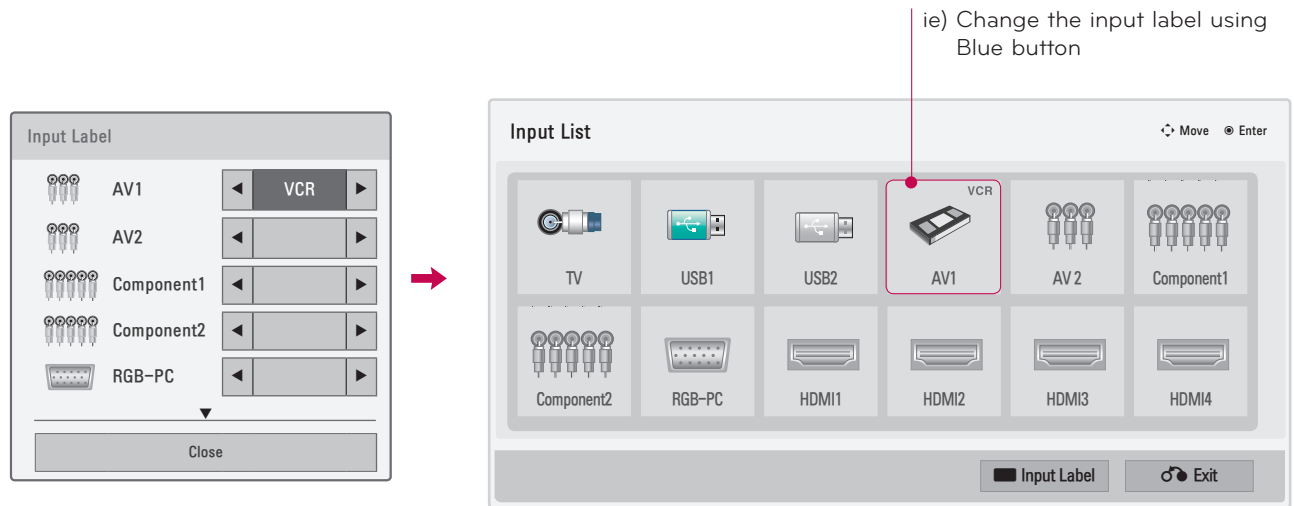 ie) Change the input label using
Blue button
Input Label
AV1 VCR
AV2
Component1
Component2
RGB-PC
Close
Input List
Move Enter
VCR
TV USB1 USB2 AV1 AV 2 Component1
Component2 RGB-PC HDMI1 HDMI2 HDMI3 HDMI4
Input Label Exit